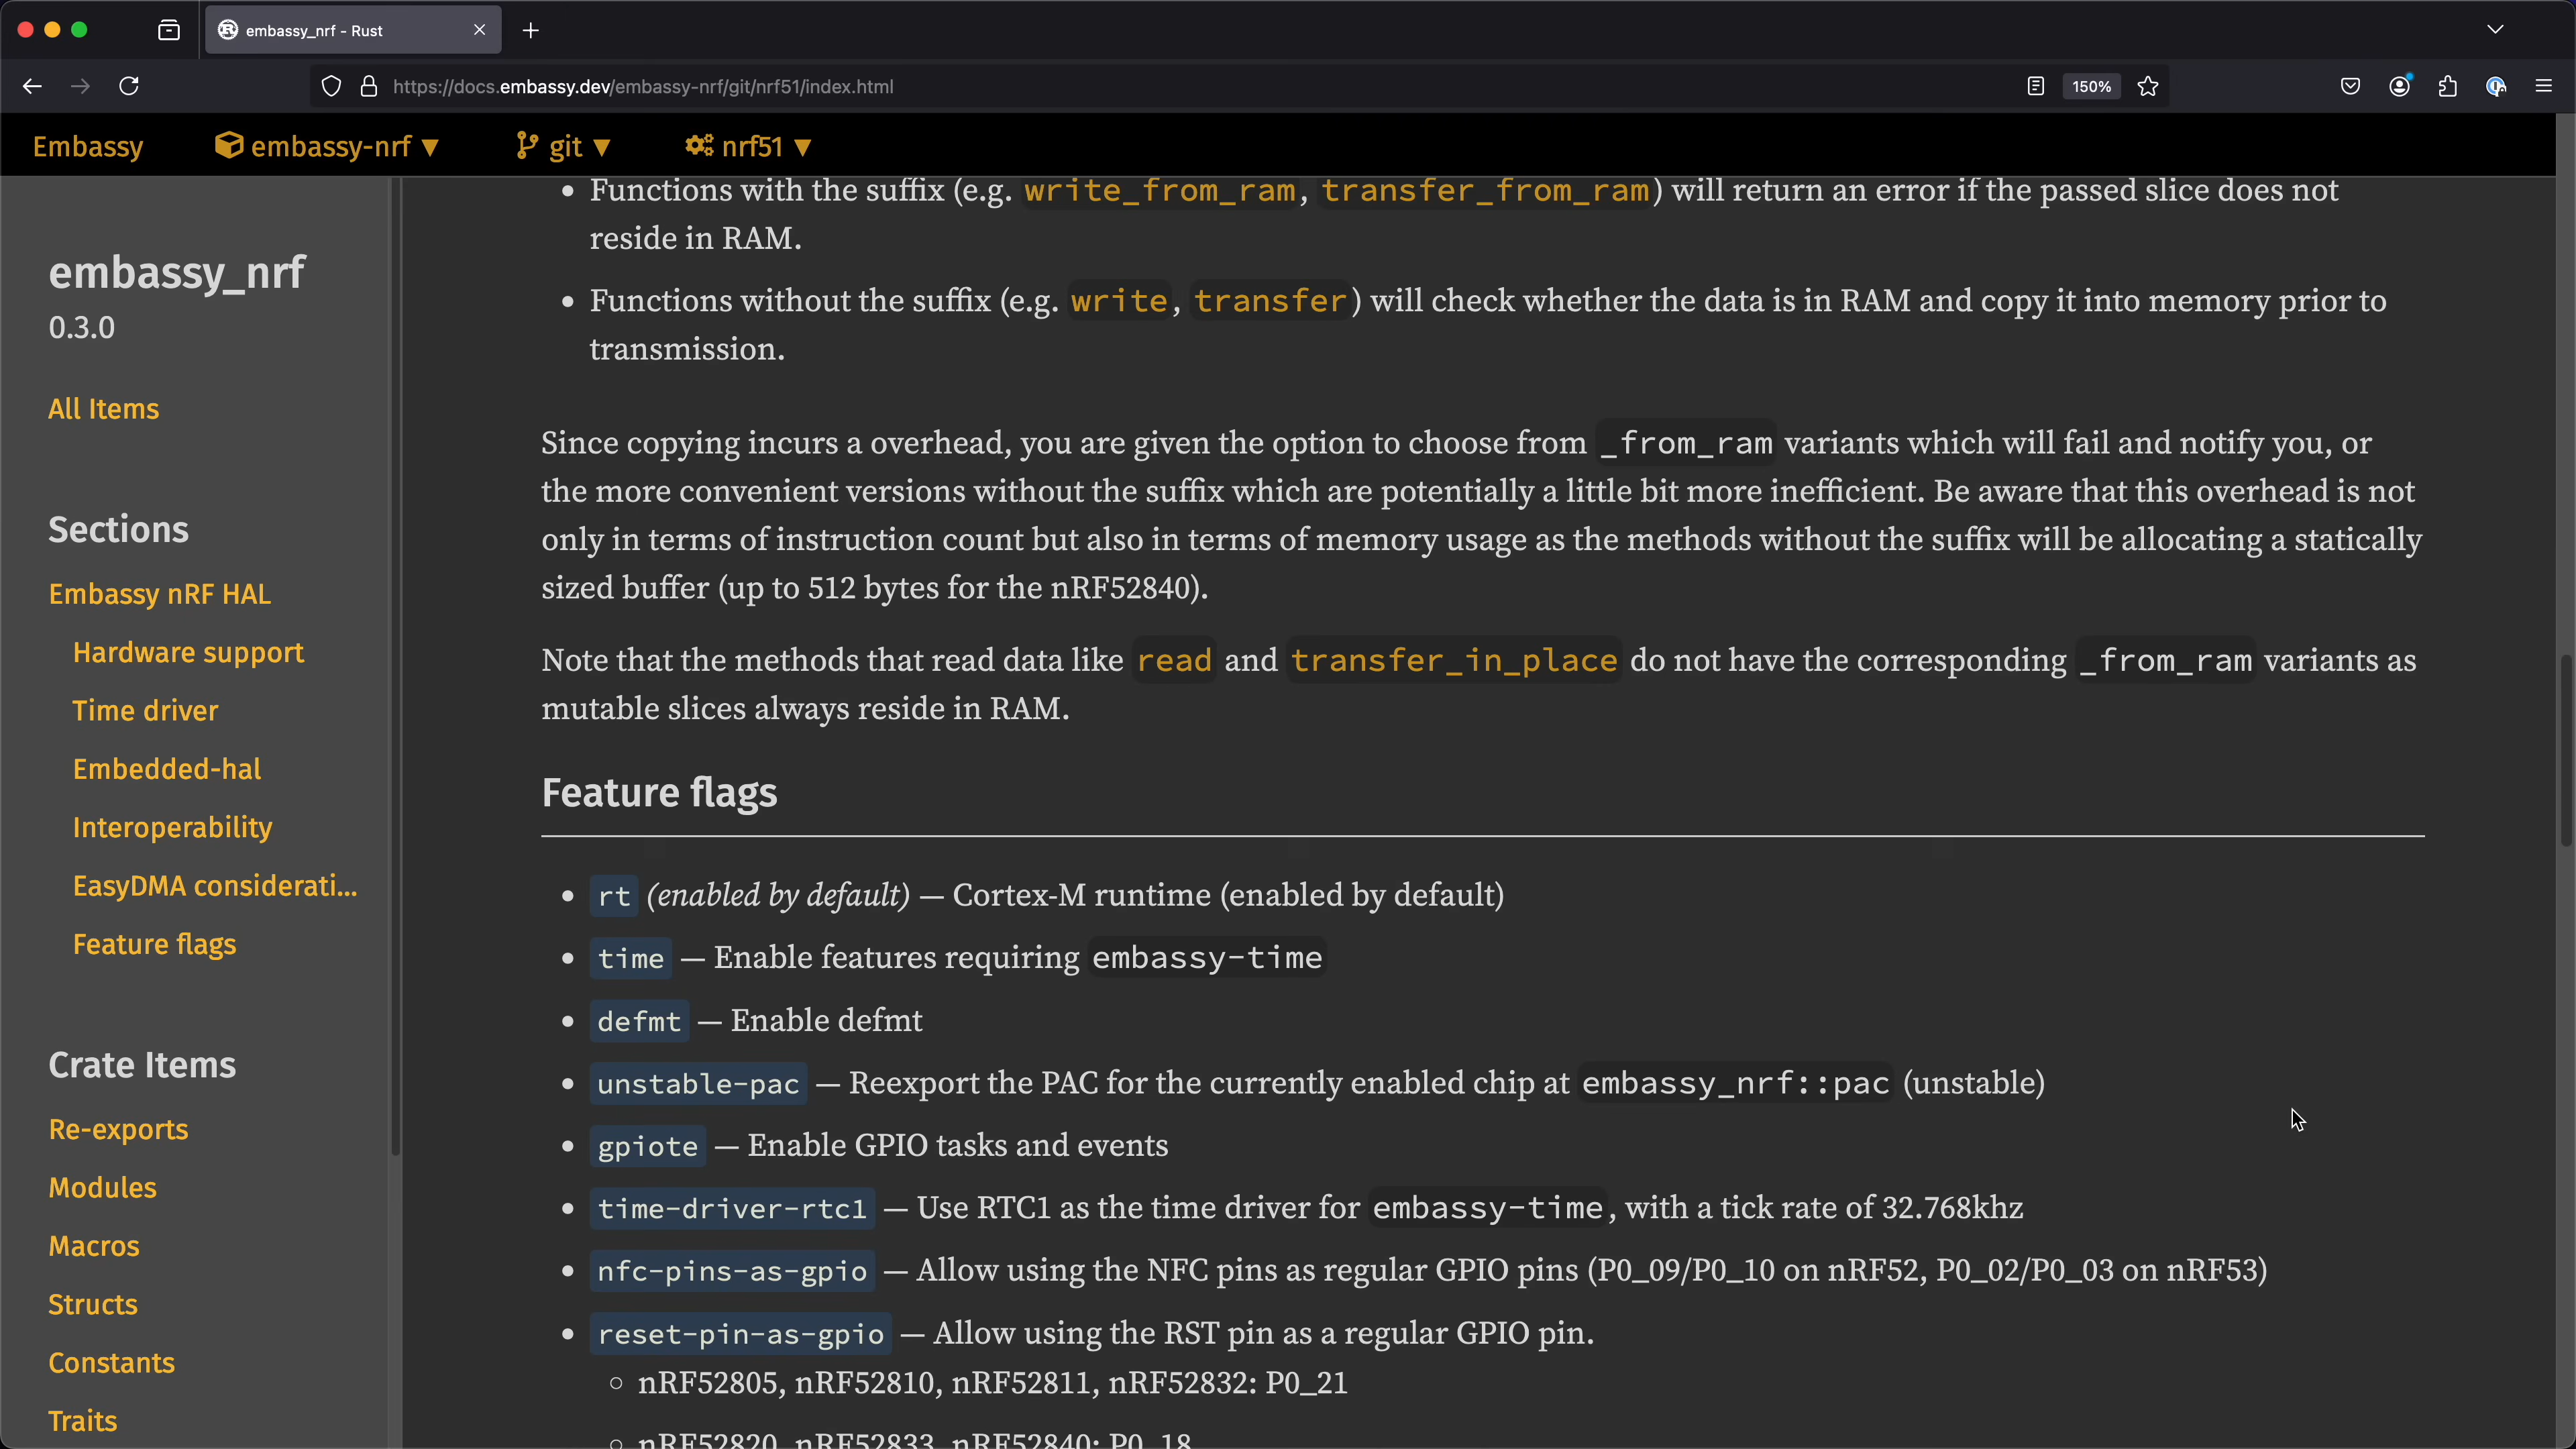 embassy_nrf - Rust
https://docs.embassy.dev/embassy-nrf/git/nrf51/index.html
150%
Embassy embassy-nrf ▼ git ▼ nrf51 ▼
embassy_nrf
0.3.0
All Items
Sections
Embassy nRF HAL
Hardware support
Time driver
Embedded-hal
Interoperability
EasyDMA considerati...
Feature flags
Crate Items
Re-exports
Modules
Macros
Structs
Constants
Traits
• Functions with the suffix (e.g. write_from_ram, transfer_from_ram) will return an error if the passed slice does not
reside in RAM.
• Functions without the suffix (e.g. write, transfer) will check whether the data is in RAM and copy it into memory prior to
transmission.
Since copying incurs a overhead, you are given the option to choose from _from_ram variants which will fail and notify you, or
the more convenient versions without the suffix which are potentially a little bit more inefficient. Be aware that this overhead is not
only in terms of instruction count but also in terms of memory usage as the methods without the suffix will be allocating a statically
sized buffer (up to 512 bytes for the nRF52840).
Note that the methods that read data like read and transfer_in_place do not have the corresponding _from_ram variants as
mutable slices always reside in RAM.
Feature flags
• rt (enabled by default) — Cortex-M runtime (enabled by default)
• time — Enable features requiring embassy-time
• defmt — Enable defmt
• unstable-pac — Reexport the PAC for the currently enabled chip at embassy_nrf::pac (unstable)
• gpiote — Enable GPIO tasks and events
• time-driver-rtc1 — Use RTC1 as the time driver for embassy-time, with a tick rate of 32.768khz
• nfc-pins-as-gpio — Allow using the NFC pins as regular GPIO pins (P0_09/P0_10 on nRF52, P0_02/P0_03 on nRF53)
• reset-pin-as-gpio — Allow using the RST pin as a regular GPIO pin.
◦ nRF52805, nRF52810, nRF52811, nRF52832: P0_21
◦ nRF52820, nRF52833, nRF52840: P0_18